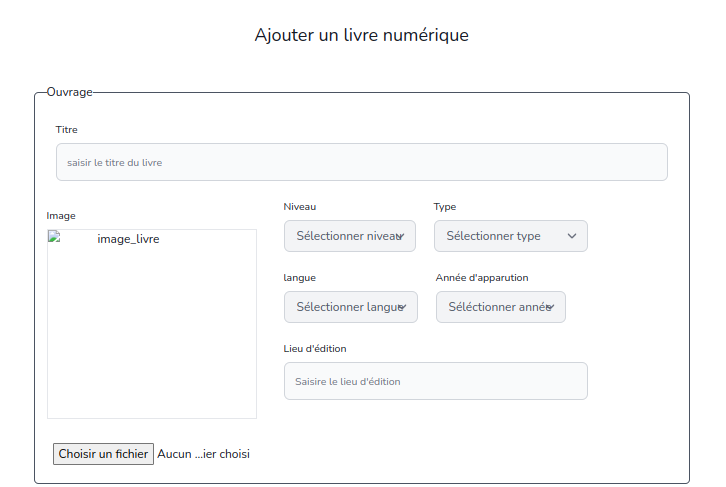 Ajouter un livre numérique
Ouvrage
Titre
saisir le titre du livre
Image
image_livre
Niveau
Type
Sélectionner niveau
Sélectionner type
langue
Année d'apparution
Sélectionner langue
Séléctionner année
Lieu d'édition
Saisire le lieu d'édition
Choisir un fichier Aucun ...ier choisi